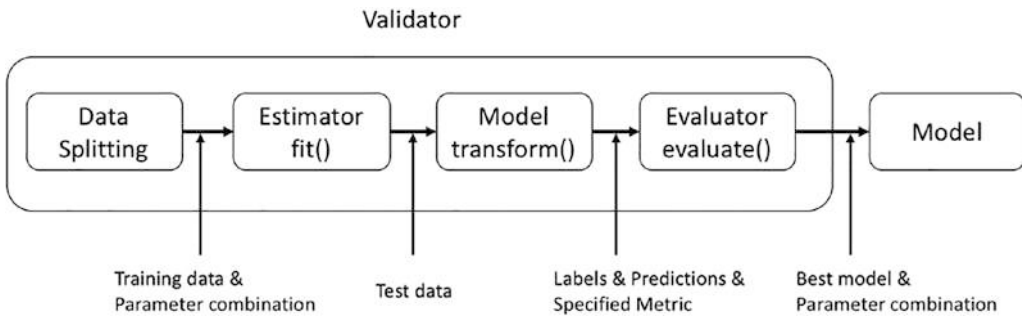 Validator
Data
Splitting
Estimator
fit()
Model
transform()
Evaluator
evaluate()
Model
Training data &
Parameter combination
Test data
Labels & Predictions &
Specified Metric
Best model &
Parameter combination